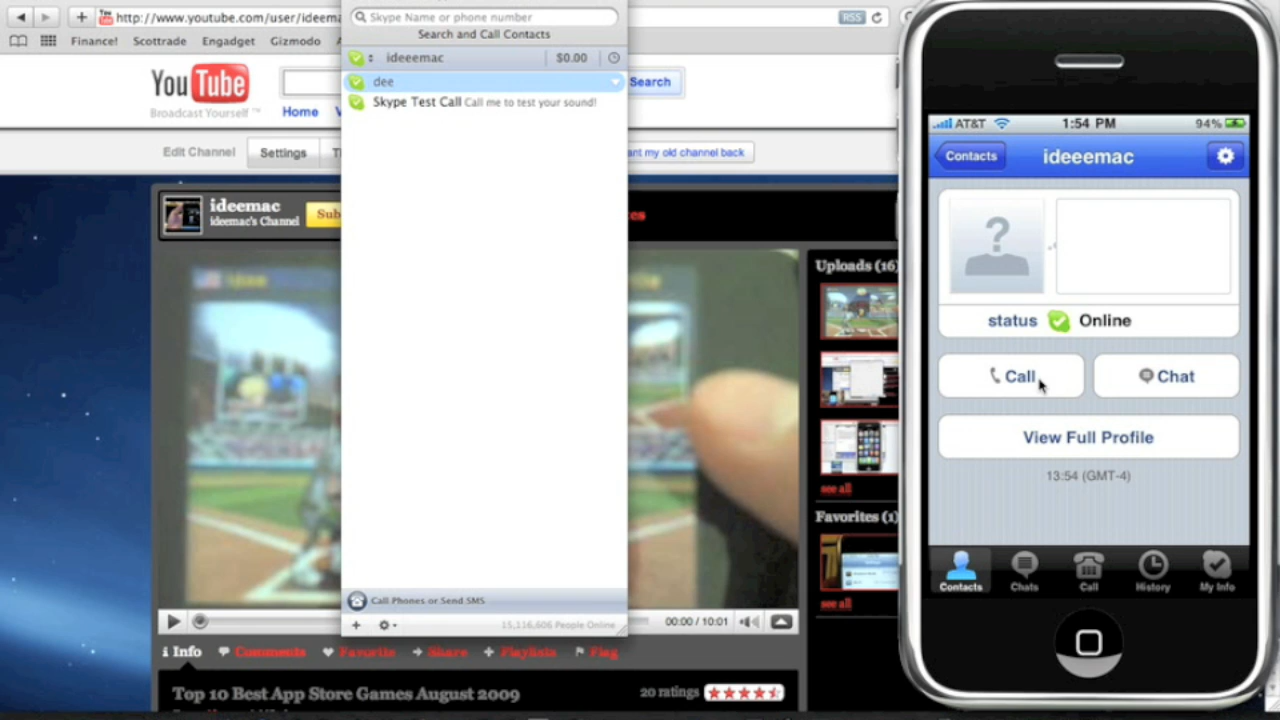 http://www.youtube.com/user/ideema
RSS
Finance!
Scottrade
Engadget
Gizmodo
YouTube
Broadcast Yourself ™
Search
Home
Edit Channel
Settings
ant my old channel back
ideemac
ideemac's Channel
Sub
Uploads (16)
see all
Favorites (1)
see all
00:00 / 10:01
Info
Comments
Favorite
Share
Playlists
Flag
Top 10 Best App Store Games August 2009
20 ratings
Skype Name or phone number
Search and Call Contacts
ideeemac
$0.00
dee
Skype Test Call Call me to test your sound!
Call Phones or Send SMS
15,116,606 People Online
AT&T
1:54 PM
94%
Contacts
ideeemac
?
status
Online
Call
Chat
View Full Profile
13:54 (GMT-4)
Contacts
Chats
Call
History
My Info